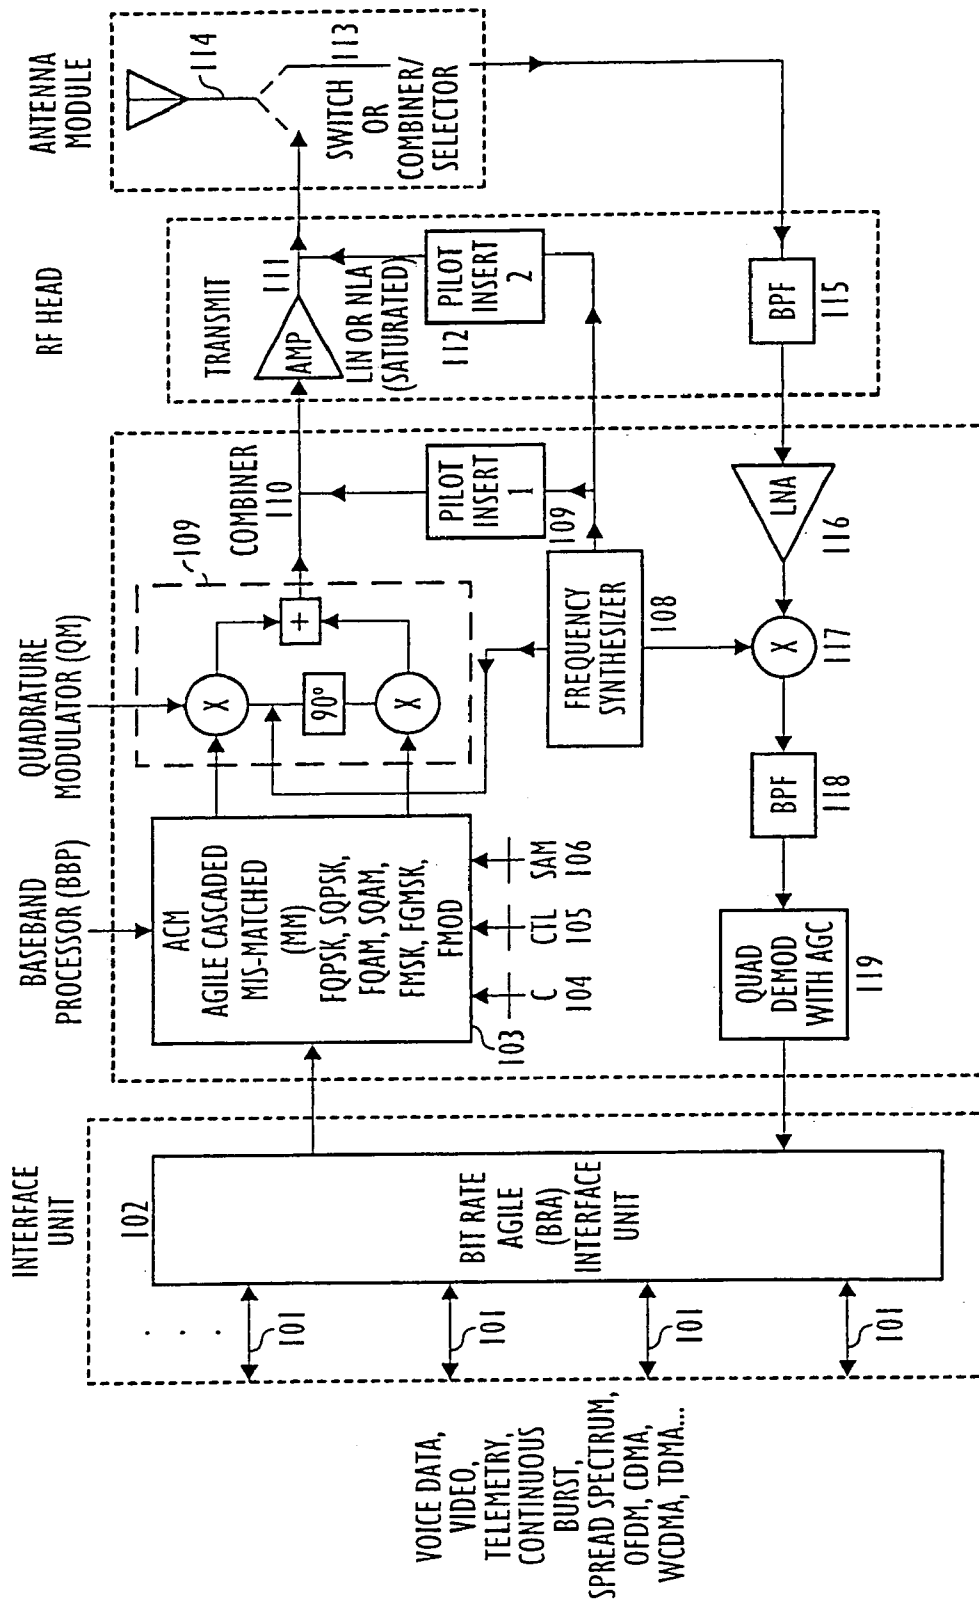 INTERFACE
UNIT
BASEBAND
PROCESSOR (BBP)
QUADRATURE
MODULATOR (QM)
RF HEAD
ANTENNA
MODULE
VOICE DATA,
VIDEO,
TELEMETRY,
CONTINUOUS
BURST,
SPREAD SPECTRUM,
OFDM, CDMA,
WCDMA, TDMA...
101
101
101
101
102
BIT RATE
AGILE
(BRA)
INTERFACE
UNIT
ACM
AGILE CASCADED
MIS-MATCHED
(MM)
FQPSK, SQPSK,
FQAM, SQAM,
FMSK, FGMSK,
FMOD
103
C
104
CTL
105
SAM
106
109
X
90°
X
+
COMBINER
110
FREQUENCY
SYNTHESIZER
108
PILOT
INSERT
1
109
TRANSMIT
AMP
111
LIN OR NLA
(SATURATED)
112
PILOT
INSERT
2
114
113
SWITCH
OR
COMBINER/
SELECTOR
BPF
115
LNA
116
X
117
BPF
118
QUAD
DEMOD
WITH AGC
119